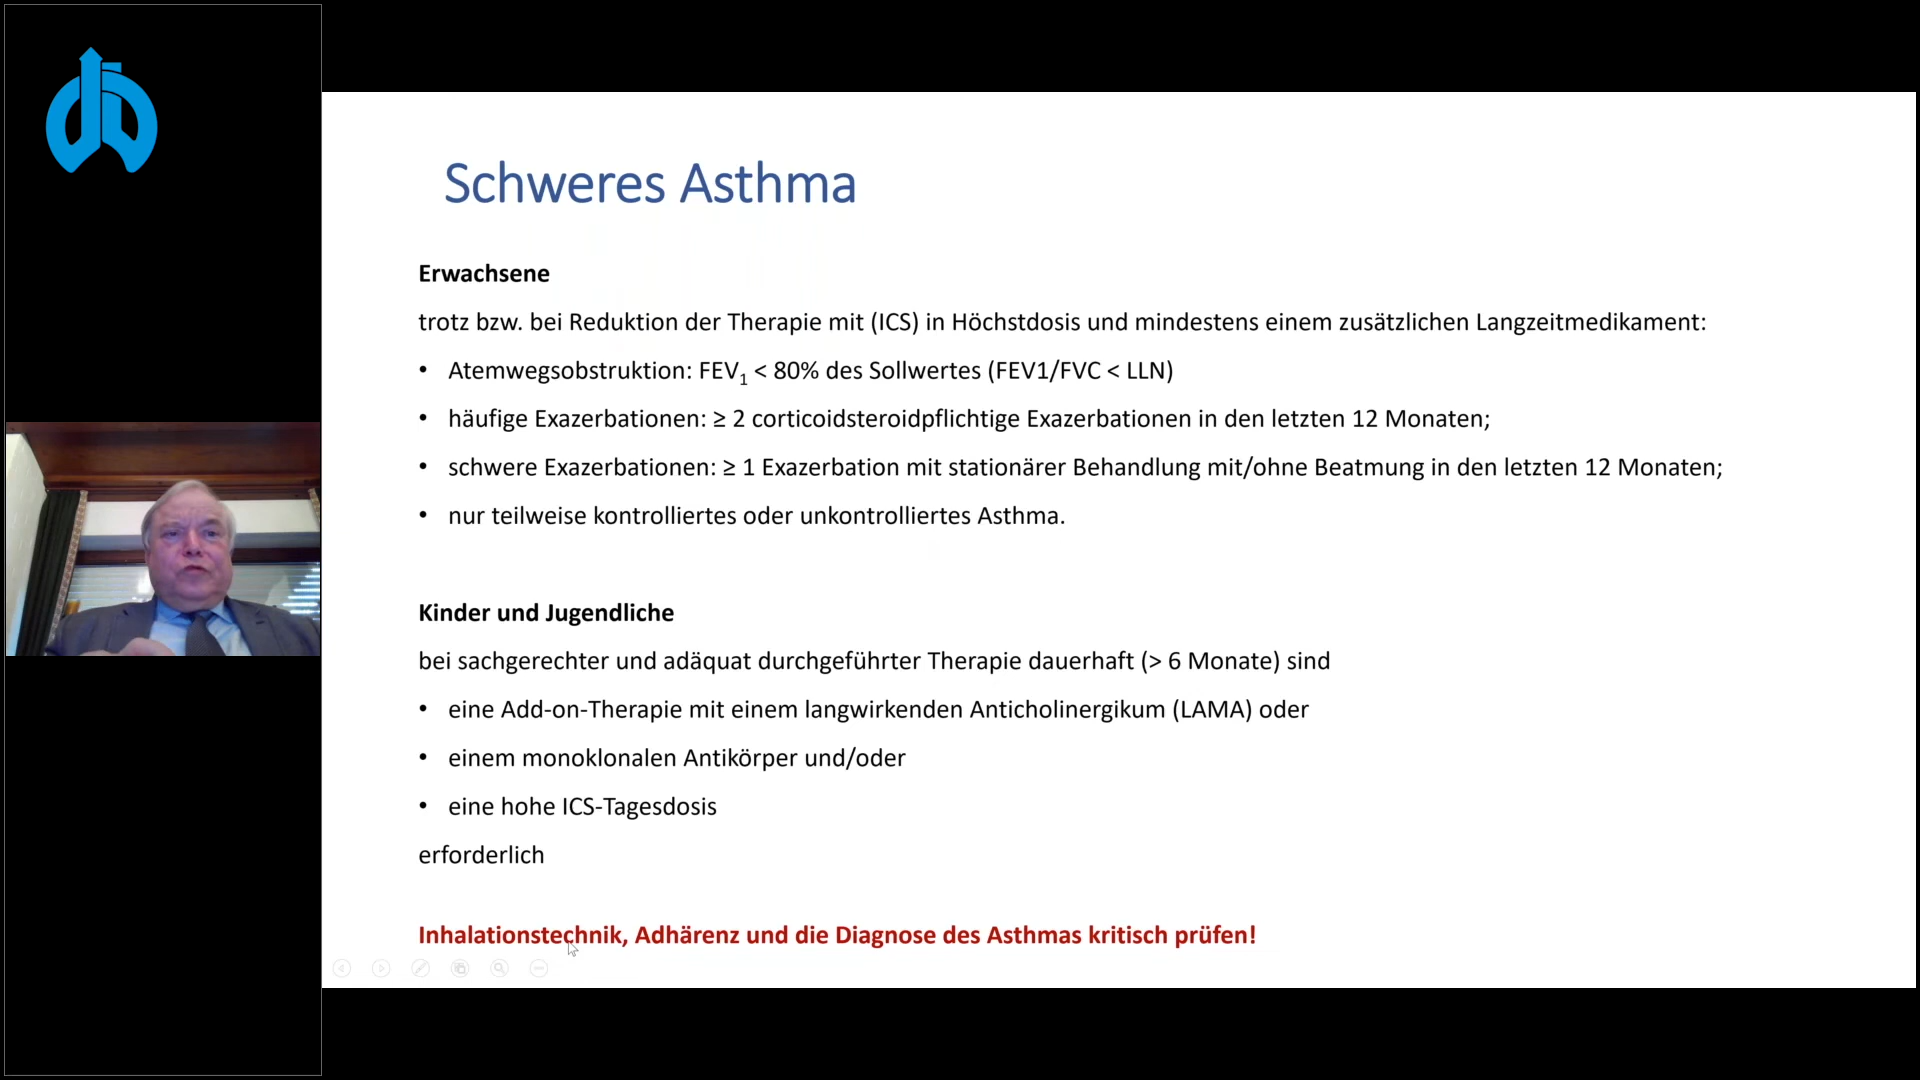 Schweres Asthma
Erwachsene
trotz bzw. bei Reduktion der Therapie mit (ICS) in Höchstdosis und mindestens einem zusätzlichen Langzeitmedikament:
• Atemwegsobstruktion: FEV₁ < 80% des Sollwertes (FEV1/FVC < LLN)
• häufige Exazerbationen: ≥ 2 corticoidsteroidpflichtige Exazerbationen in den letzten 12 Monaten;
• schwere Exazerbationen: ≥ 1 Exazerbation mit stationärer Behandlung mit/ohne Beatmung in den letzten 12 Monaten;
• nur teilweise kontrolliertes oder unkontrolliertes Asthma.
Kinder und Jugendliche
bei sachgerechter und adäquat durchgeführter Therapie dauerhaft (> 6 Monate) sind
• eine Add-on-Therapie mit einem langwirkenden Anticholinergikum (LAMA) oder
• einem monoklonalen Antikörper und/oder
• eine hohe ICS-Tagesdosis
erforderlich
Inhalationstechnik, Adhärenz und die Diagnose des Asthmas kritisch prüfen!